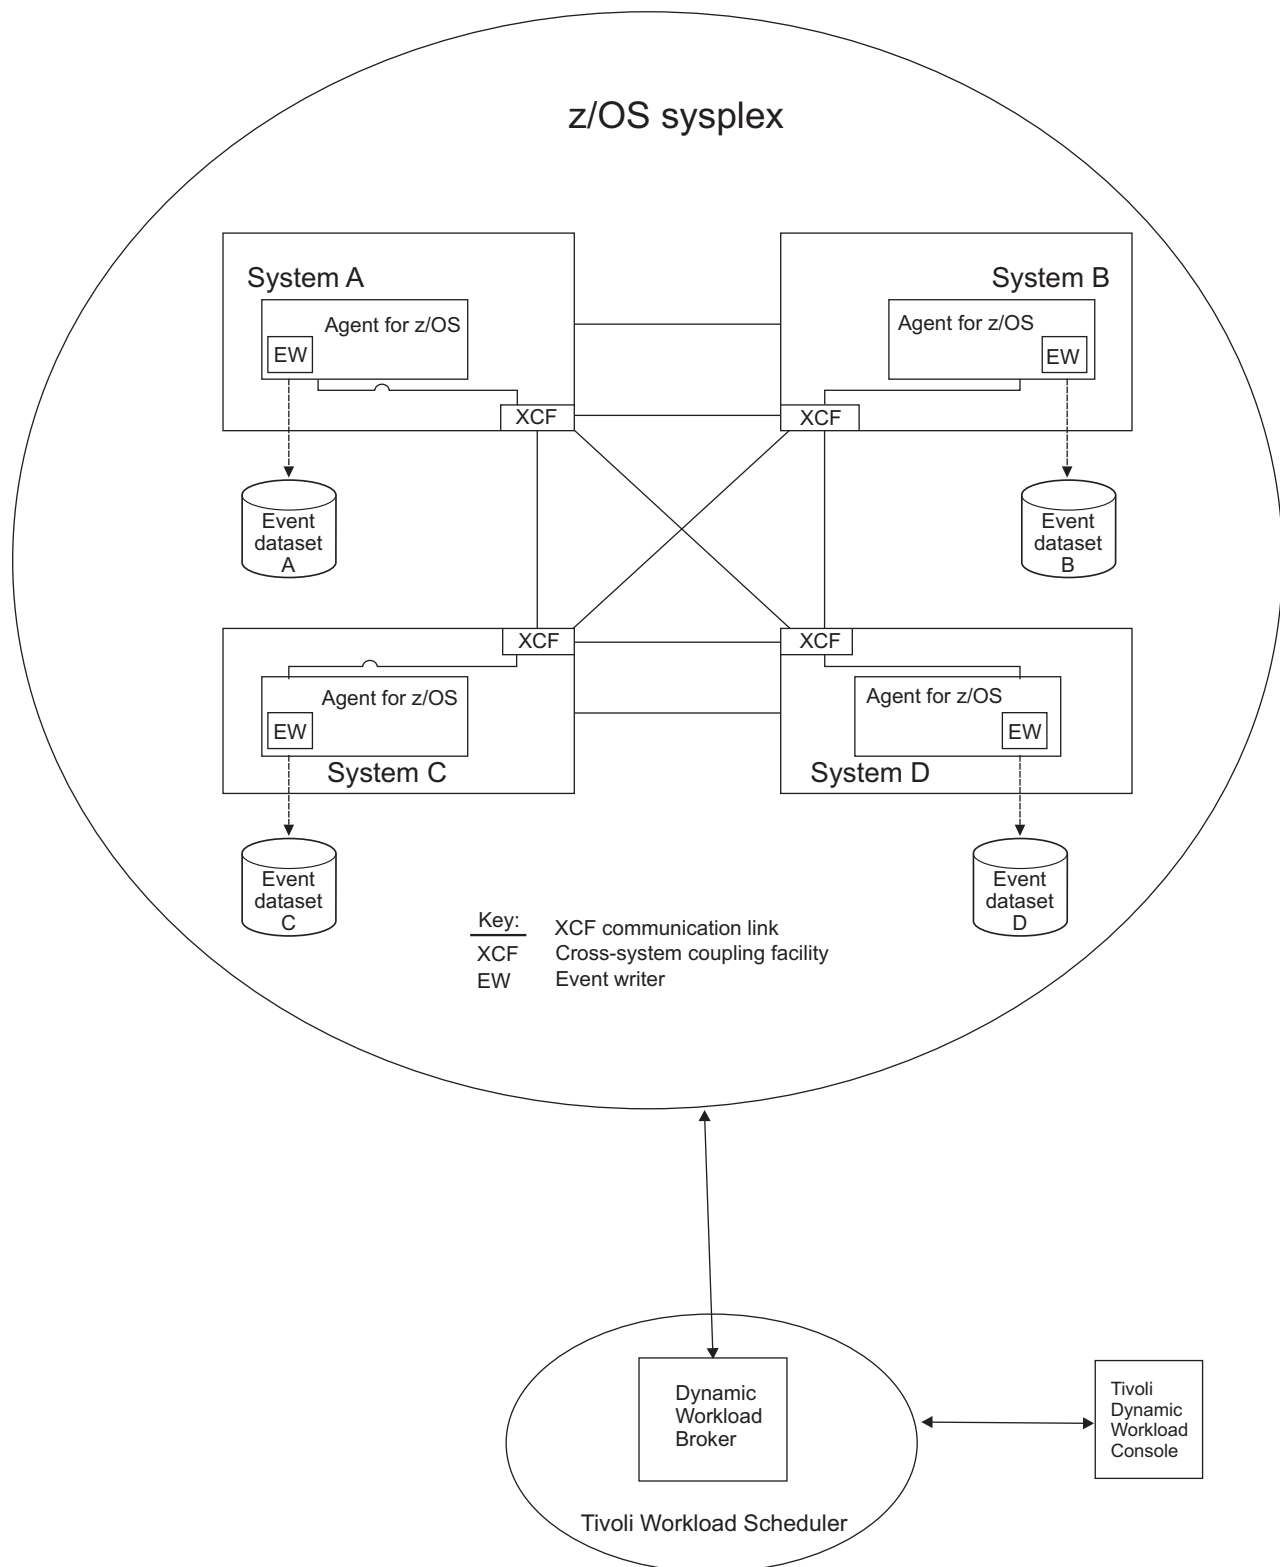 z/OS sysplex
System A
Agent for z/OS
EW
XCF
System B
Agent for z/OS
EW
XCF
Event
dataset
A
Event
dataset
B
XCF
Agent for z/OS
EW
System C
XCF
Agent for z/OS
EW
System D
Event
dataset
C
Event
dataset
D
Key:
XCF communication link
XCF Cross-system coupling facility
EW Event writer
Dynamic
Workload
Broker
Tivoli Workload Scheduler
Tivoli
Dynamic
Workload
Console